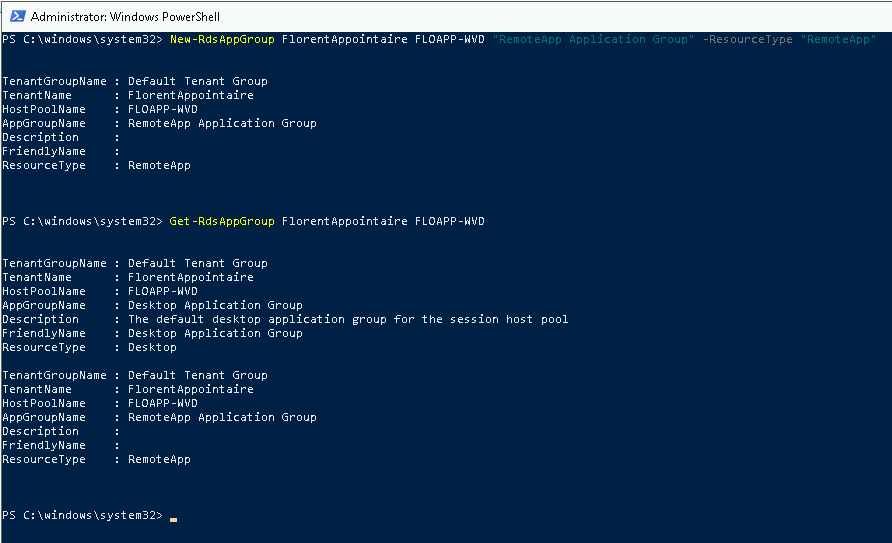 Administrator: Windows PowerShell
PS C:\windows\system32> New-RdsAppGroup FlorentAppointaire FLOAPP-WVD "RemoteApp Application Group" -ResourceType "RemoteApp"
TenantGroupName : Default Tenant Group
TenantName : FlorentAppointaire
HostPoolName : FLOAPP-WVD
AppGroupName : RemoteApp Application Group
Description :
FriendlyName :
ResourceType : RemoteApp
PS C:\windows\system32> Get-RdsAppGroup FlorentAppointaire FLOAPP-WVD
TenantGroupName : Default Tenant Group
TenantName : FlorentAppointaire
HostPoolName : FLOAPP-WVD
AppGroupName : Desktop Application Group
Description : The default desktop application group for the session host pool
FriendlyName : Desktop Application Group
ResourceType : Desktop
TenantGroupName : Default Tenant Group
TenantName : FlorentAppointaire
HostPoolName : FLOAPP-WVD
AppGroupName : RemoteApp Application Group
Description :
FriendlyName :
ResourceType : RemoteApp
PS C:\windows\system32>